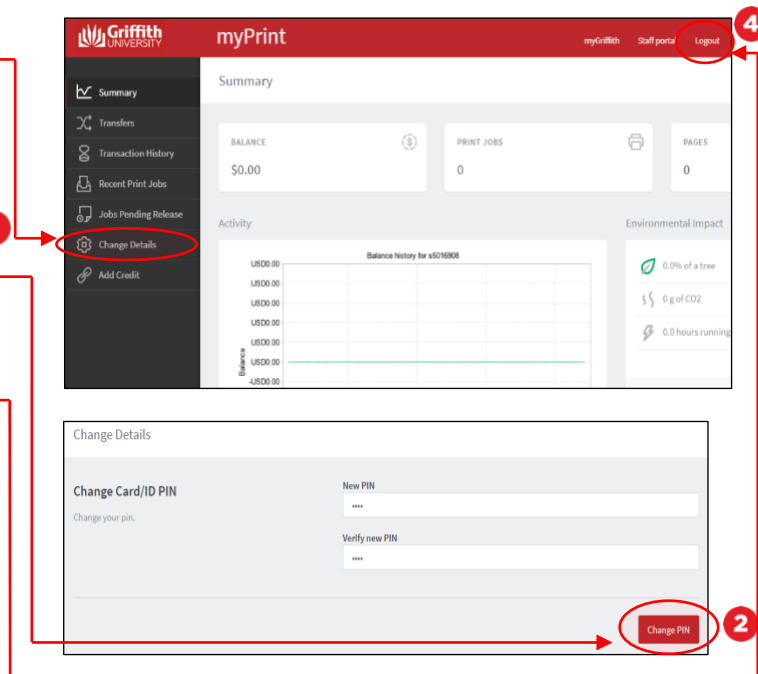 Griffith
UNIVERSITY
myPrint
myGriffith
Staff portal
Logout
4
Summary
Transfers
Transaction History
Recent Print Jobs
Jobs Pending Release
Change Details
Add Credit
Summary
BALANCE
$0.00
PRINT JOBS
0
PAGES
0
Activity
Balance history for s5016908
USD0.00
USD0.00
USD0.00
USD0.00
USD0.00
USD0.00
-USD0.00
Balance
Environmental Impact
0.0% of a tree
0 g of CO2
0.0 hours running
Change Details
Change Card/ID PIN
Change your pin.
New PIN
••••
Verify new PIN
••••
Change PIN
2